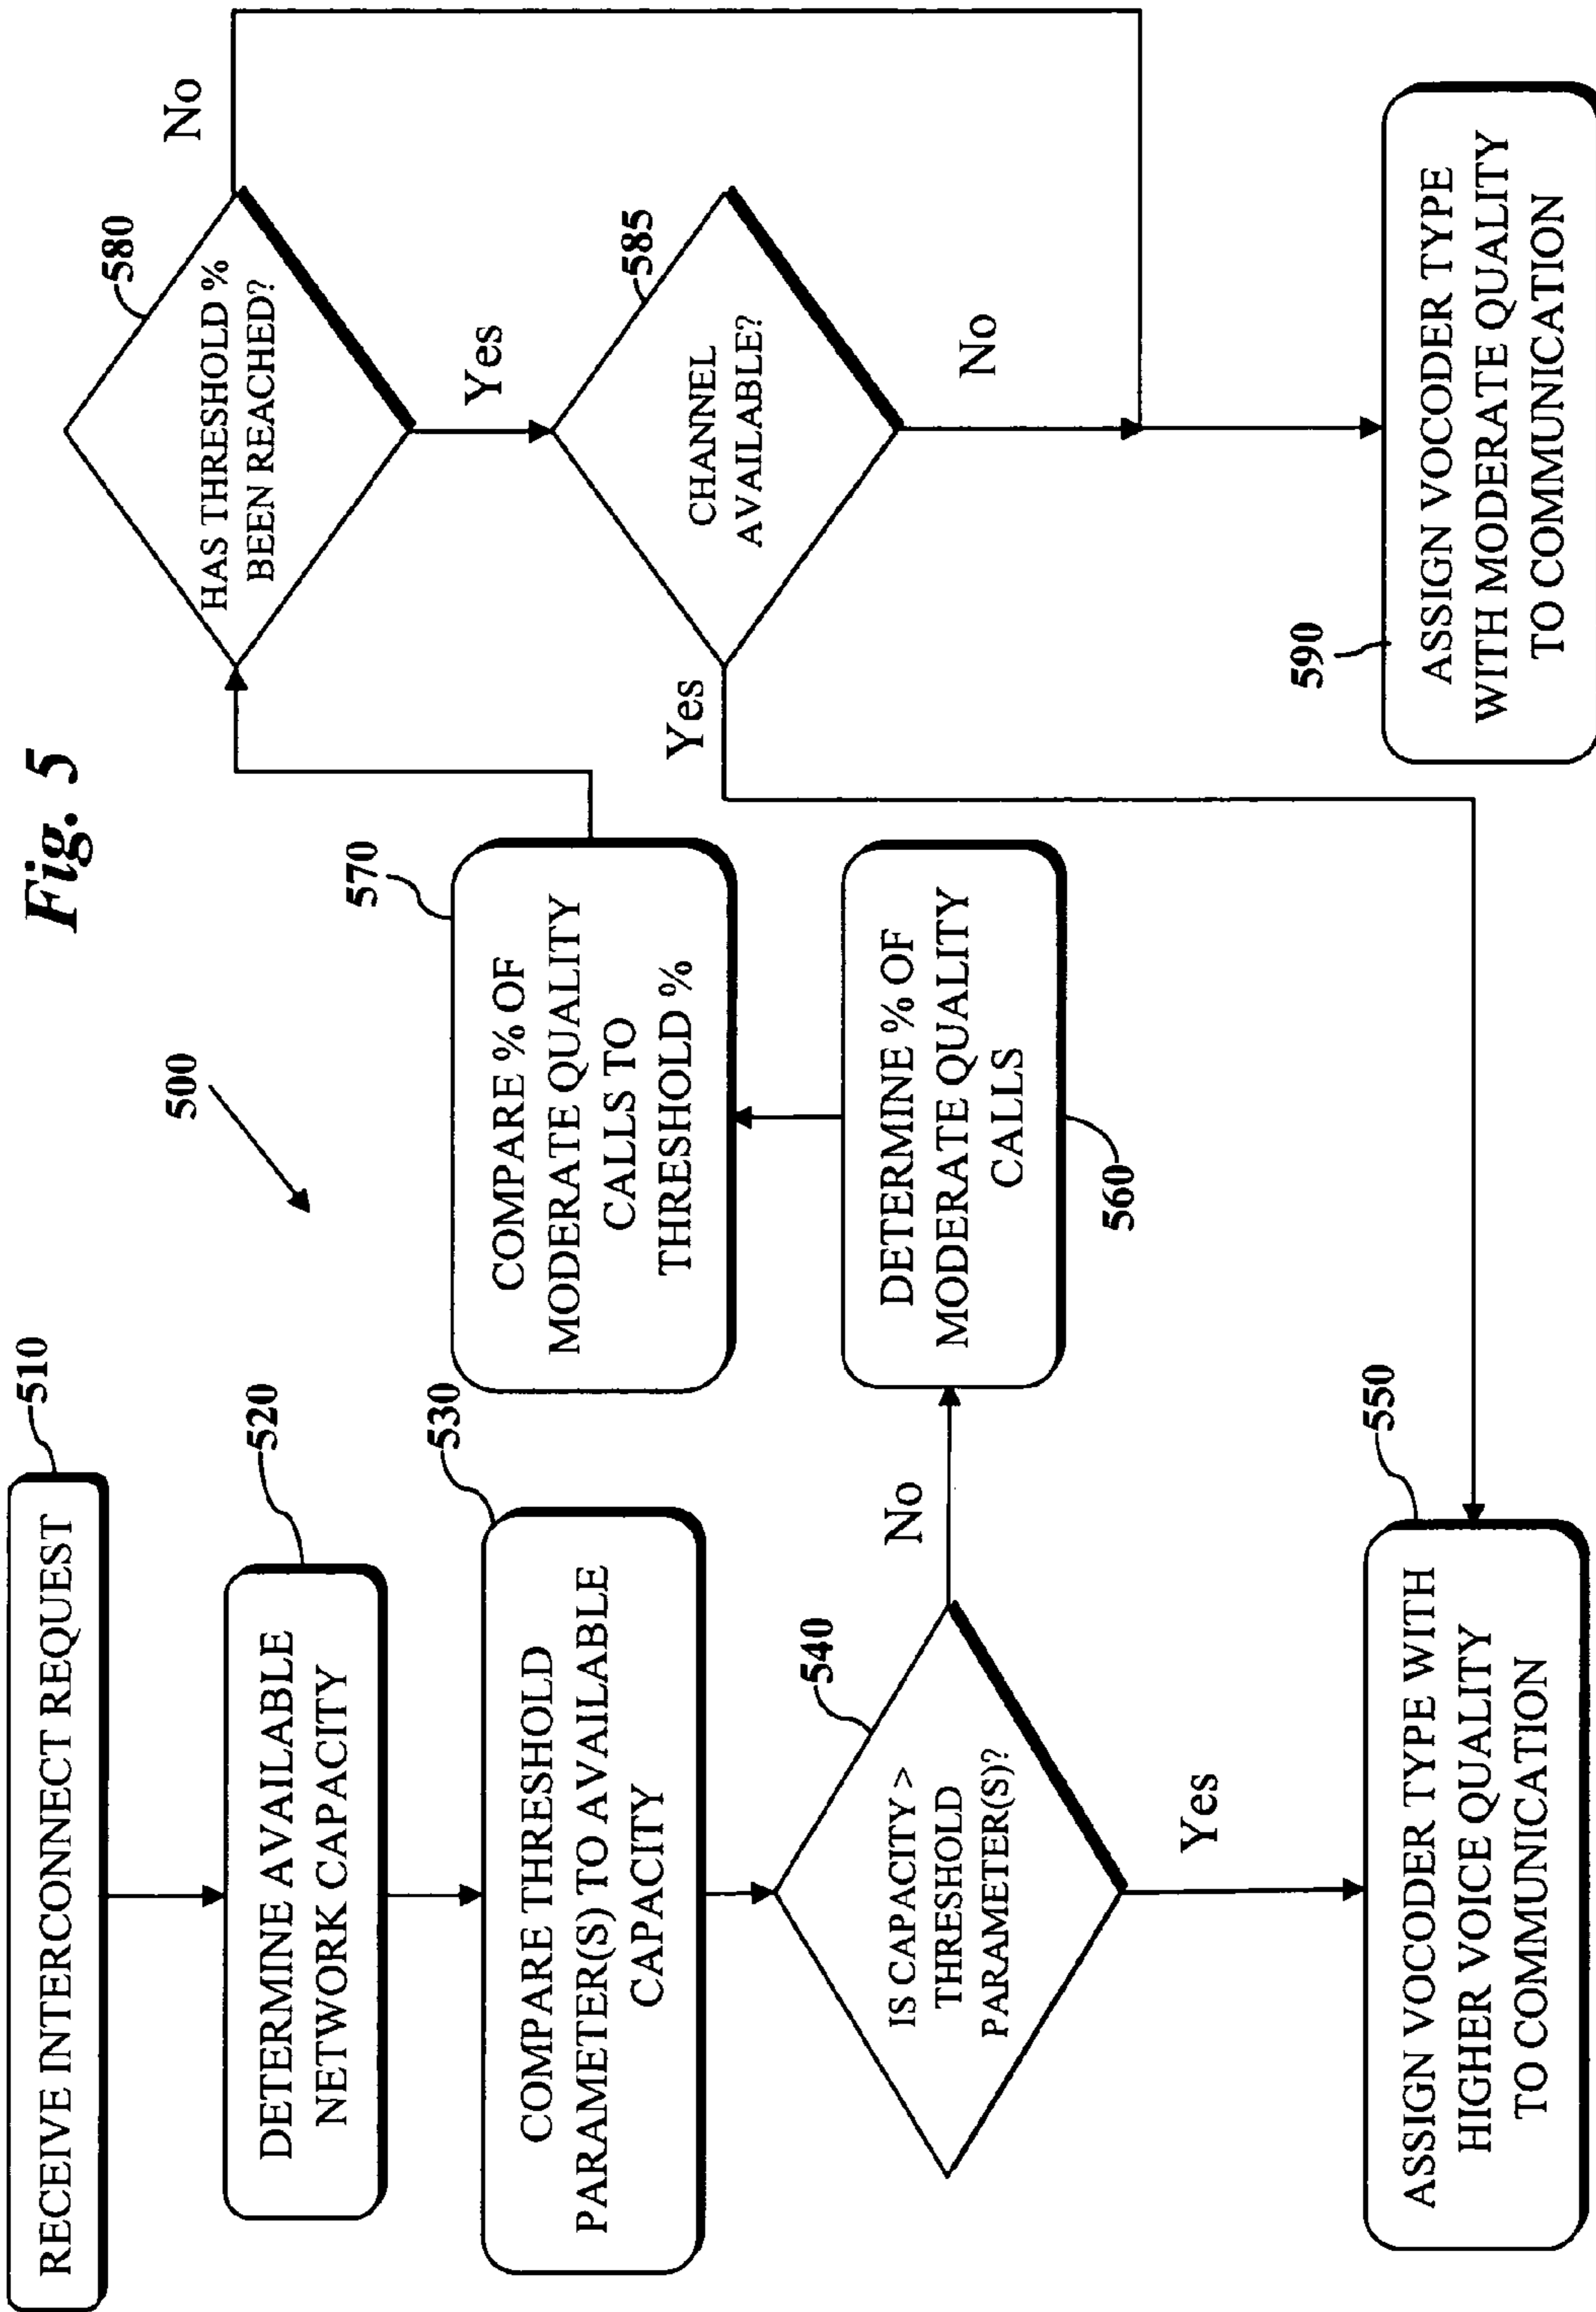 Fig. 5
500
RECEIVE INTERCONNECT REQUEST
510
DETERMINE AVAILABLE
NETWORK CAPACITY
520
COMPARE THRESHOLD
PARAMETER(S) TO AVAILABLE
CAPACITY
530
IS CAPACITY >
THRESHOLD
PARAMETER(S)?
540
No
Yes
ASSIGN VOCODER TYPE WITH
HIGHER VOICE QUALITY
TO COMMUNICATION
550
DETERMINE % OF
MODERATE QUALITY
CALLS
560
COMPARE % OF
MODERATE QUALITY
CALLS TO
THRESHOLD %
570
HAS THRESHOLD %
BEEN REACHED?
580
No
Yes
CHANNEL
AVAILABLE?
585
Yes
No
ASSIGN VOCODER TYPE
WITH MODERATE QUALITY
TO COMMUNICATION
590